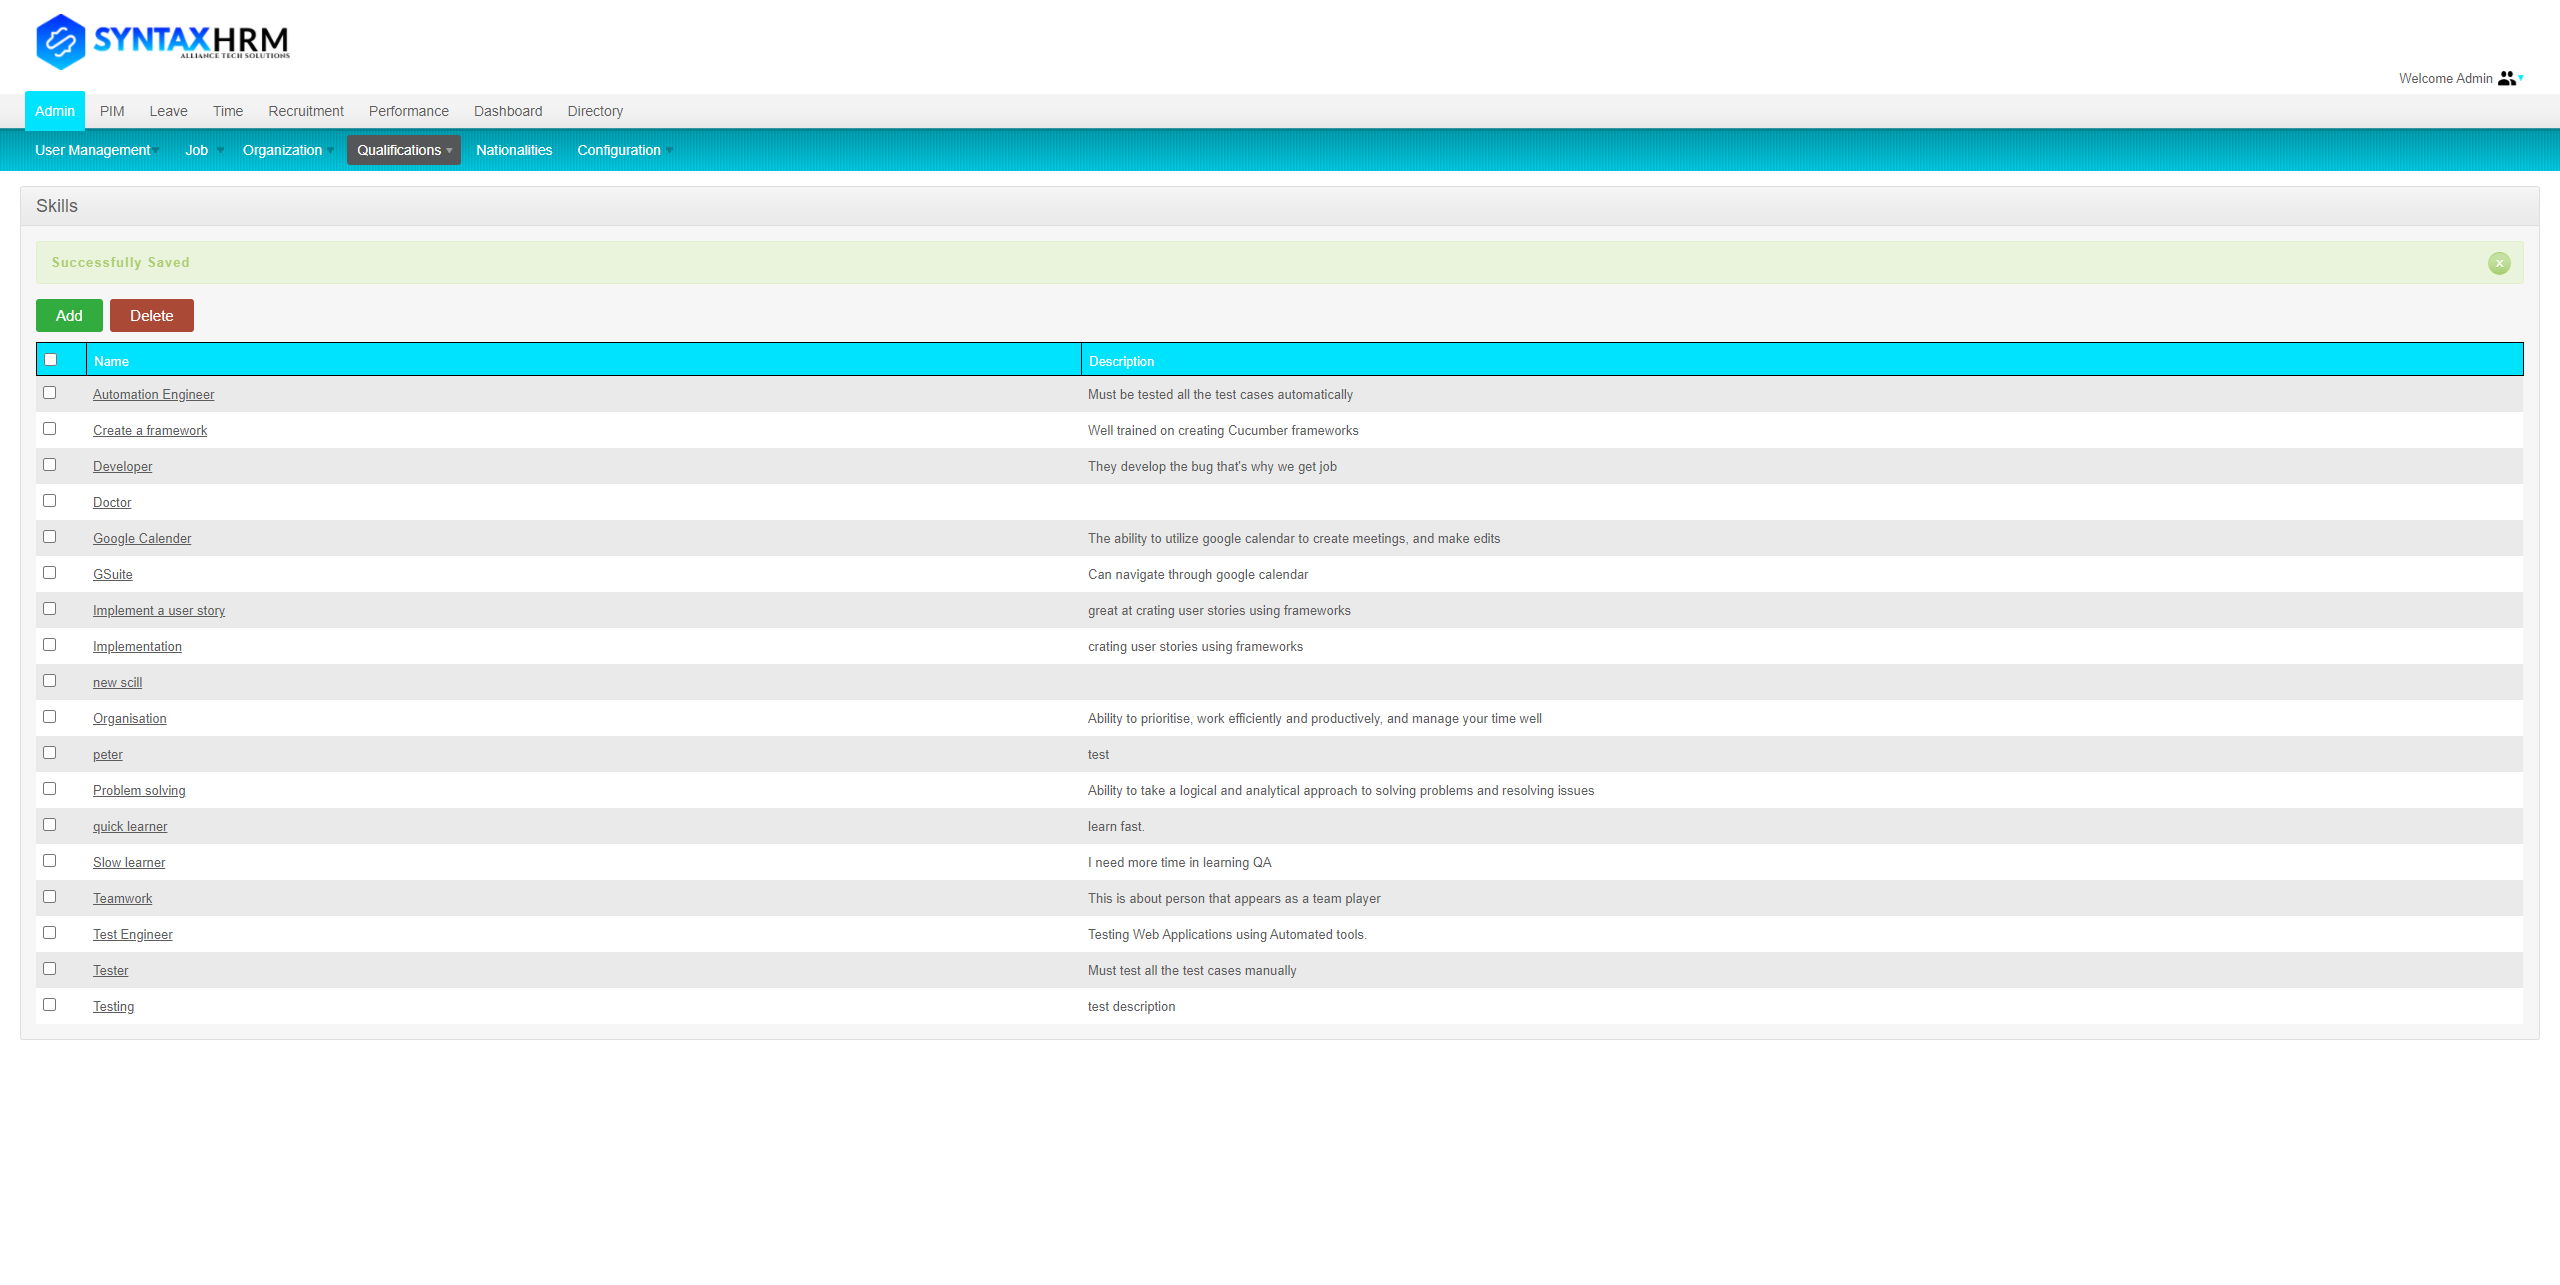 SYNTAXHRM
ALLIANCE TECH SOLUTIONS
Welcome Admin
Admin PIM Leave Time Recruitment Performance Dashboard Directory
User Management Job Organization Qualifications Nationalities Configuration
Skills
Successfully Saved
x
Add Delete
Name Description
Automation Engineer Must be tested all the test cases automatically
Create a framework Well trained on creating Cucumber frameworks
Developer They develop the bug that's why we get job
Doctor
Google Calender The ability to utilize google calendar to create meetings, and make edits
GSuite Can navigate through google calendar
Implement a user story great at crating user stories using frameworks
Implementation crating user stories using frameworks
new scill
Organisation Ability to prioritise, work efficiently and productively, and manage your time well
peter test
Problem solving Ability to take a logical and analytical approach to solving problems and resolving issues
quick learner learn fast.
Slow learner I need more time in learning QA
Teamwork This is about person that appears as a team player
Test Engineer Testing Web Applications using Automated tools.
Tester Must test all the test cases manually
Testing test description